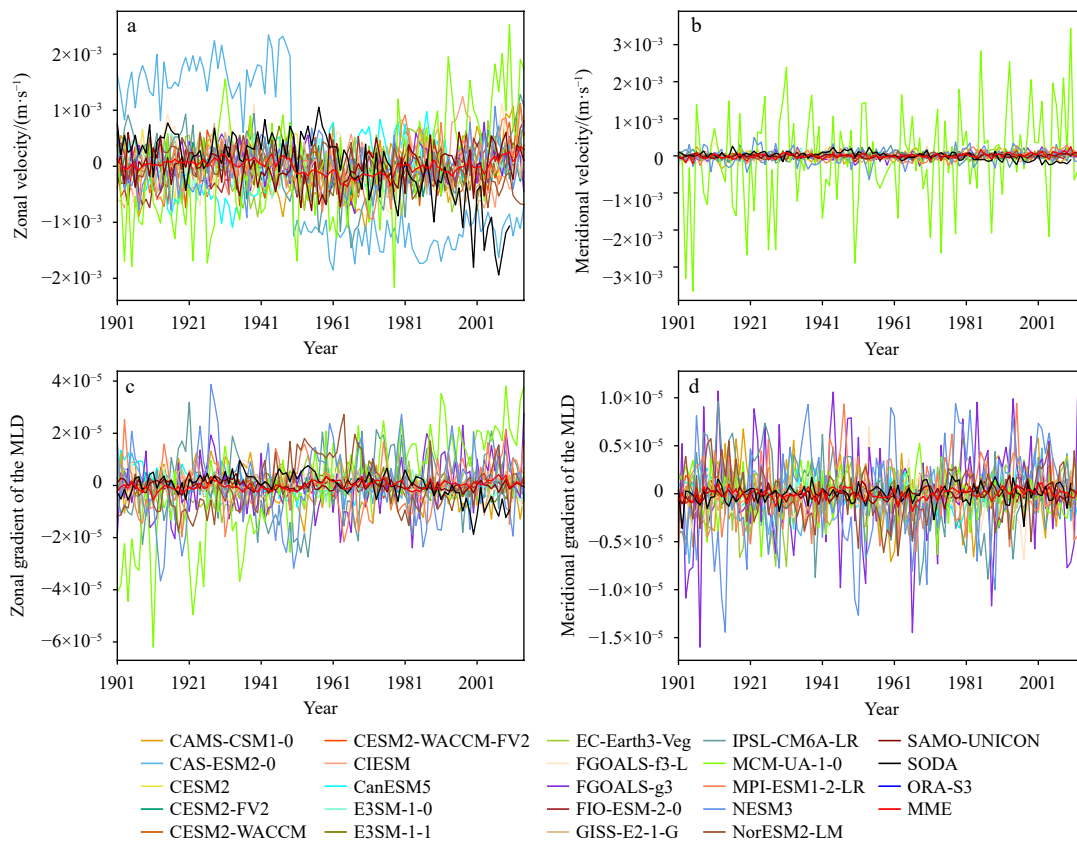 a
Zonal velocity/(m·s⁻¹)
2×10⁻³
1×10⁻³
0
−1×10⁻³
−2×10⁻³
1901 1921 1941 1961 1981 2001
Year
b
Meridional velocity/(m·s⁻¹)
3×10⁻³
2×10⁻³
1×10⁻³
0
−1×10⁻³
−2×10⁻³
−3×10⁻³
1901 1921 1941 1961 1981 2001
Year
c
Zonal gradient of the MLD
4×10⁻⁵
2×10⁻⁵
0
−2×10⁻⁵
−4×10⁻⁵
−6×10⁻⁵
1901 1921 1941 1961 1981 2001
Year
d
Meridional gradient of the MLD
1.0×10⁻⁵
0.5×10⁻⁵
0
−0.5×10⁻⁵
−1.0×10⁻⁵
−1.5×10⁻⁵
1901 1921 1941 1961 1981 2001
Year
CAMS-CSM1-0
CAS-ESM2-0
CESM2
CESM2-FV2
CESM2-WACCM
CESM2-WACCM-FV2
CIESM
CanESM5
E3SM-1-0
E3SM-1-1
EC-Earth3-Veg
FGOALS-f3-L
FGOALS-g3
FIO-ESM-2-0
GISS-E2-1-G
IPSL-CM6A-LR
MCM-UA-1-0
MPI-ESM1-2-LR
NESM3
NorESM2-LM
SAMO-UNICON
SODA
ORA-S3
MME